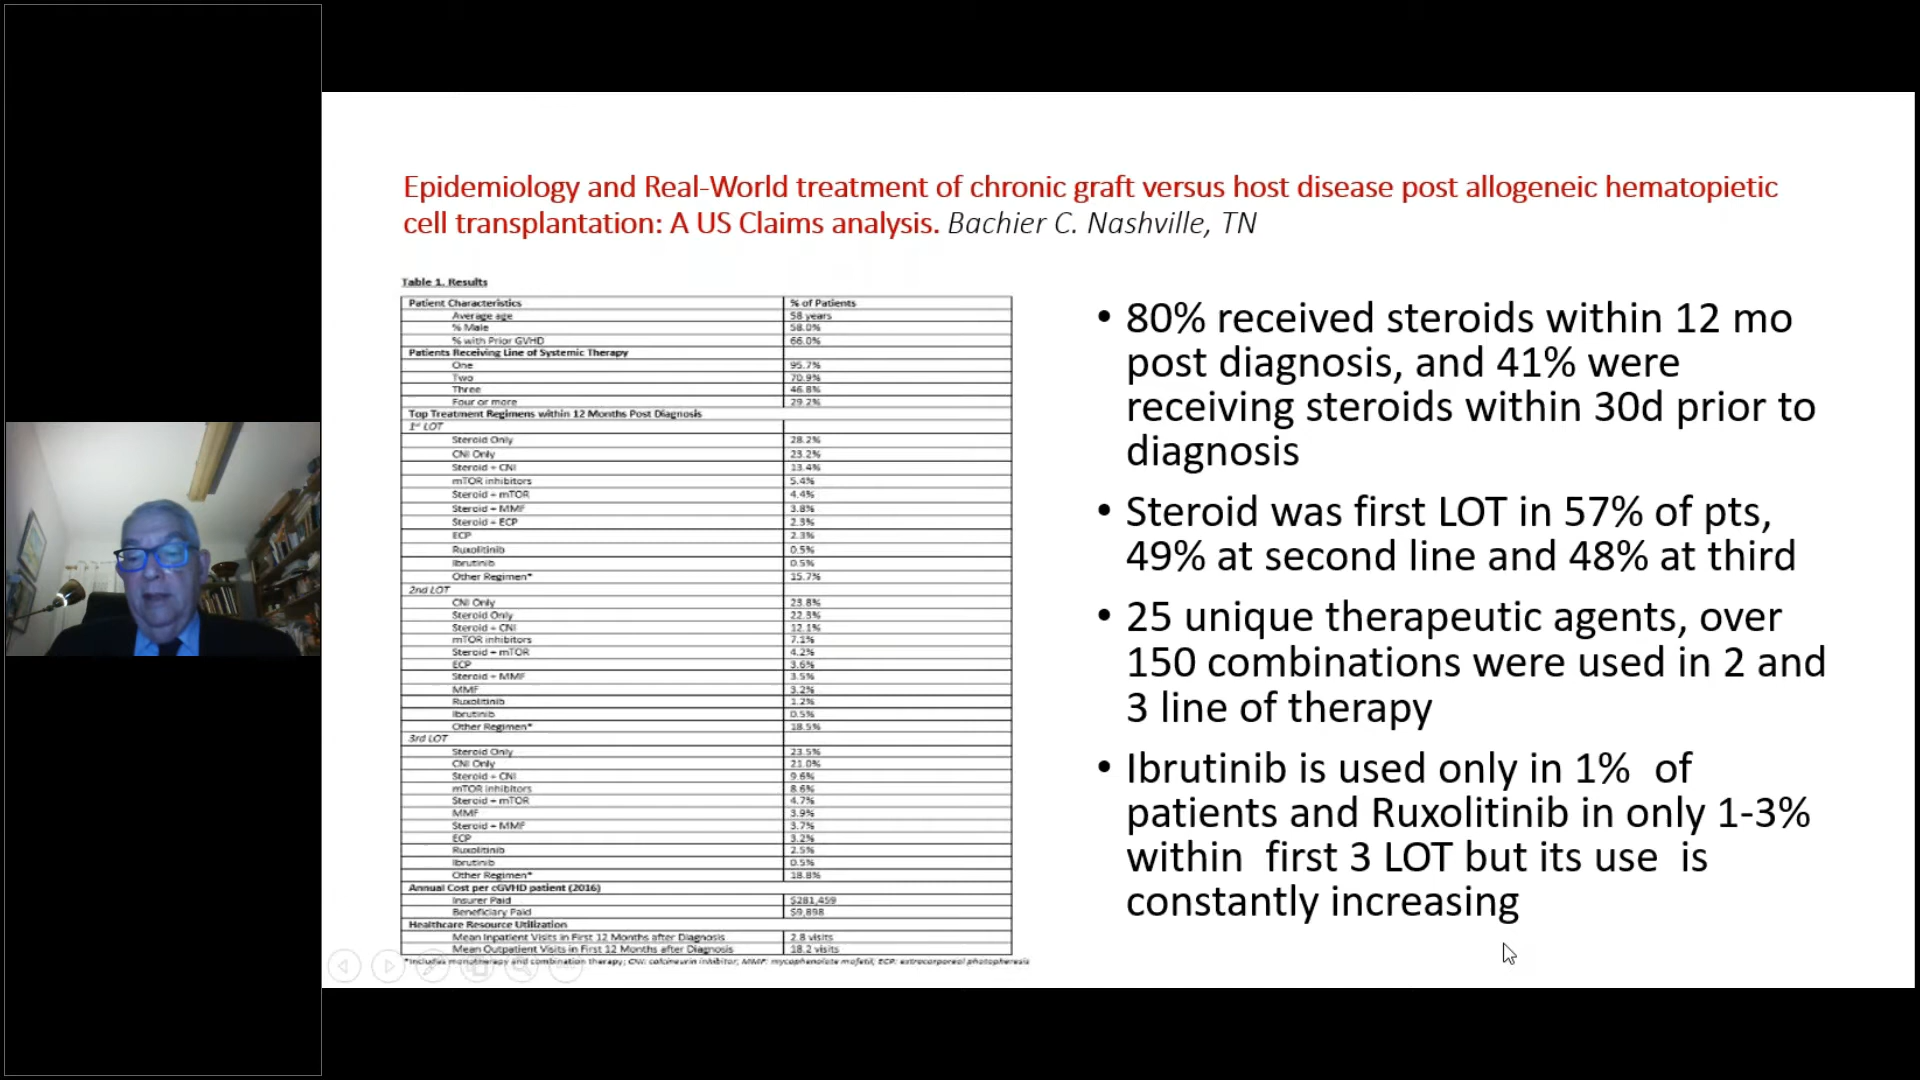 Epidemiology and Real-World treatment of chronic graft versus host disease post allogeneic hematopietic
cell transplantation: A US Claims analysis. Bachier C. Nashville, TN
Table 1. Results
Patient Characteristics % of Patients
Average age 58 years
% Male 58.0%
% with Prior GVHD 66.0%
Patients Receiving Line of Systemic Therapy
One 95.7%
Two 70.9%
Three 46.8%
Four or more 29.2%
Top Treatment Regimens within 12 Months Post Diagnosis
1st LOT
Steroid Only 28.2%
CNI Only 23.2%
Steroid + CNI 13.4%
mTOR inhibitors 5.4%
Steroid + mTOR 4.4%
Steroid + MMF 3.8%
Steroid + ECP 2.3%
ECP 2.3%
Ruxolitinib 0.5%
Ibrutinib 0.5%
Other Regimen* 15.7%
2nd LOT
CNI Only 23.8%
Steroid Only 22.3%
Steroid + CNI 12.1%
mTOR inhibitors 7.1%
Steroid + mTOR 4.2%
ECP 3.6%
Steroid + MMF 3.5%
MMF 3.2%
Ruxolitinib 1.2%
Ibrutinib 0.5%
Other Regimen* 18.5%
3rd LOT
Steroid Only 23.5%
CNI Only 21.0%
Steroid + CNI 9.6%
mTOR inhibitors 8.6%
Steroid + mTOR 4.7%
MMF 3.9%
Steroid + MMF 3.7%
ECP 3.2%
Ruxolitinib 2.5%
Ibrutinib 0.5%
Other Regimen* 18.8%
Annual Cost per cGVHD patient (2016)
Insurer Paid $281,459
Beneficiary Paid $9,898
Healthcare Resource Utilization
Mean Inpatient Visits in First 12 Months after Diagnosis 2.8 visits
Mean Outpatient Visits in First 12 Months after Diagnosis 18.2 visits
*Includes monotherapy and combination therapy; CNI: calcineurin inhibitor; MMF: mycophenolate mofetil; ECP: extracorporeal photopheresis
• 80% received steroids within 12 mo
post diagnosis, and 41% were
receiving steroids within 30d prior to
diagnosis
• Steroid was first LOT in 57% of pts,
49% at second line and 48% at third
• 25 unique therapeutic agents, over
150 combinations were used in 2 and
3 line of therapy
• Ibrutinib is used only in 1% of
patients and Ruxolitinib in only 1-3%
within first 3 LOT but its use is
constantly increasing